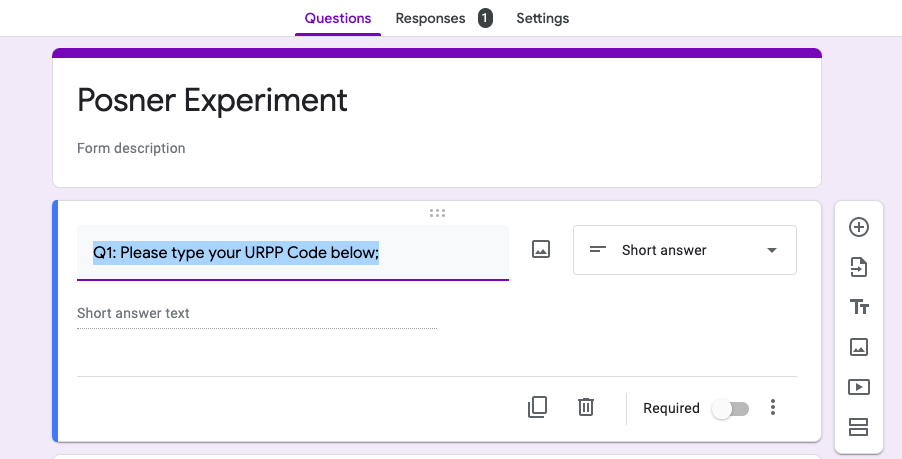 Questions Responses 1 Settings
Posner Experiment
Form description
Q1: Please type your URPP Code below;
Short answer
Short answer text
Required
Tt